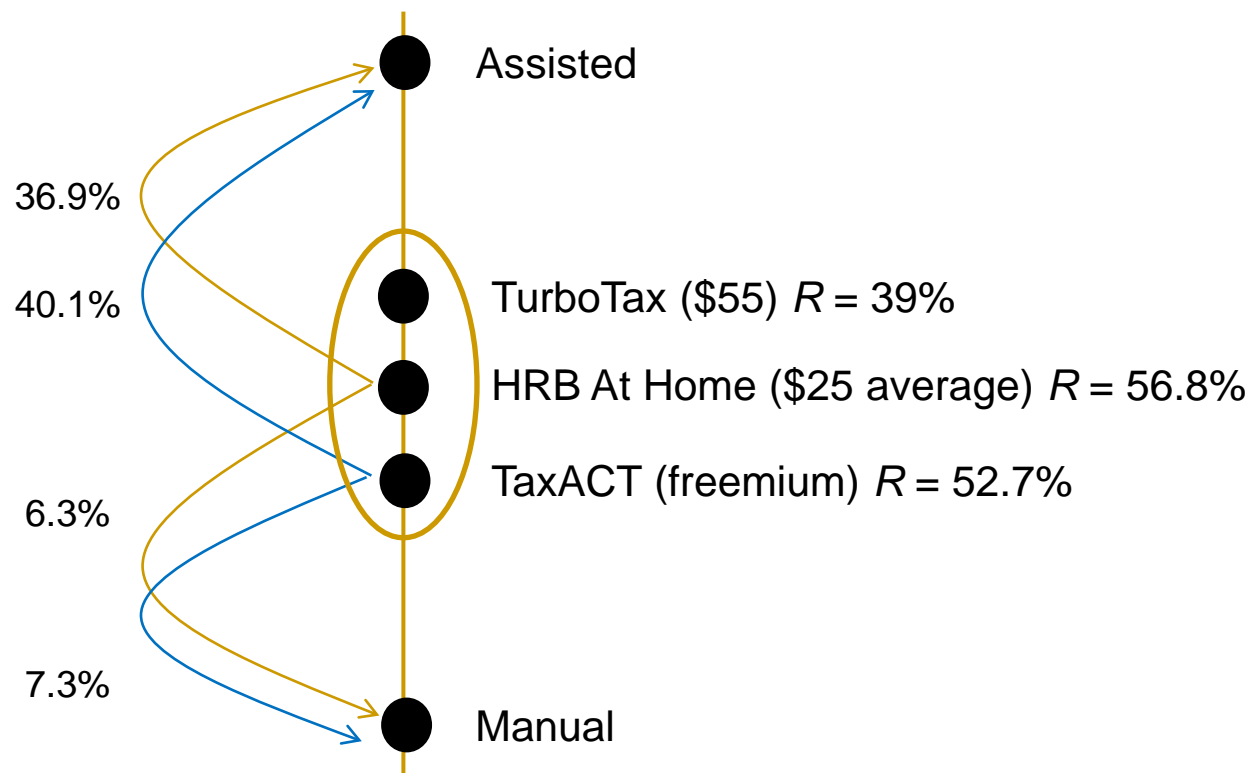 Assisted
36.9%
40.1%
TurboTax ($55) R = 39%
HRB At Home ($25 average) R = 56.8%
TaxACT (freemium) R = 52.7%
6.3%
7.3%
Manual